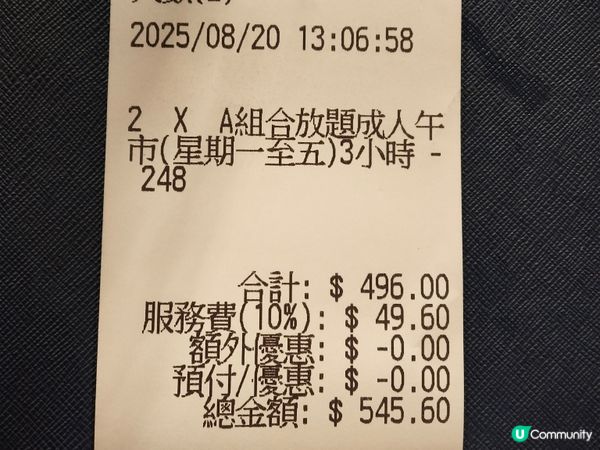 2025/08/20 13:06:58
2 X A組合放題成人午
市(星期一至五)3小時 -
248
合計: $ 496.00
服務費(10%): $ 49.60
額外優惠: $ -0.00
預付/優惠: $ -0.00
總金額: $ 545.60
U Community